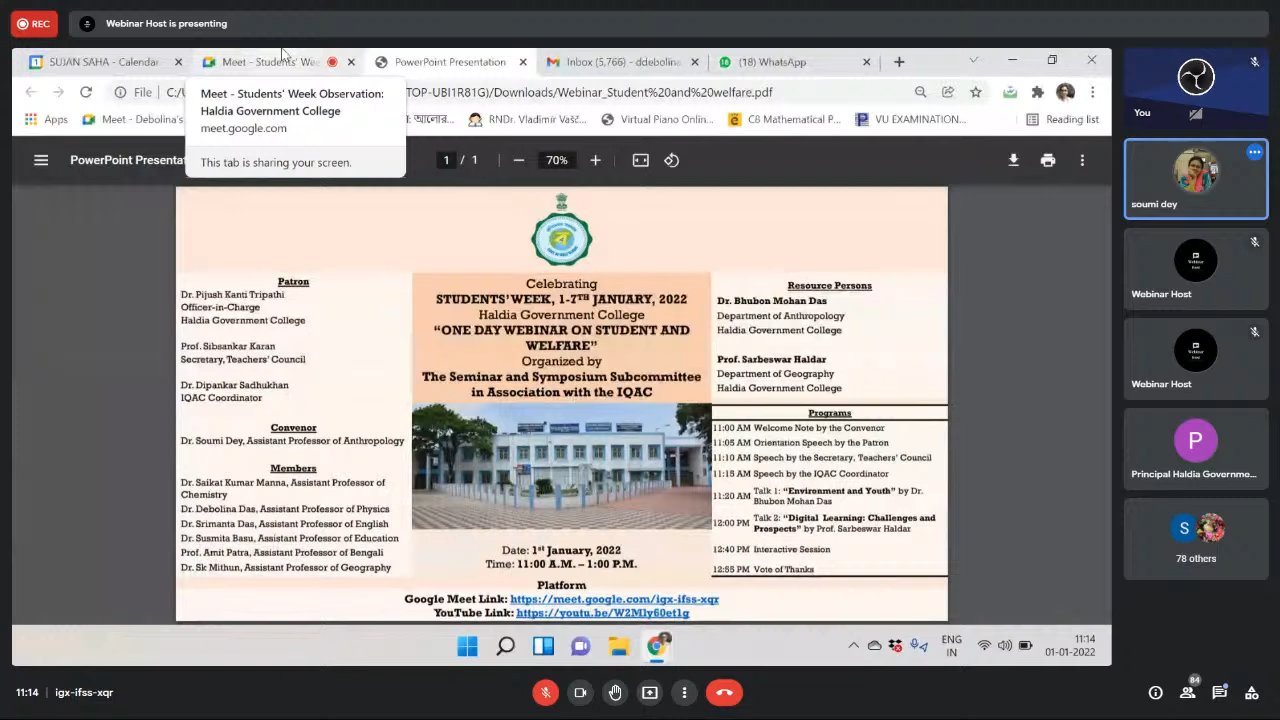 REC
Webinar Host is presenting
SUJAN SAHA - Calendar
Meet - Students' Wee
PowerPoint Presentation
Inbox (5,766) - ddebolina
(18) WhatsApp
File
C:/U
TOP-UBI1R81G)/Downloads/Webinar_Student%20and%20welfare.pdf
Meet - Students' Week Observation:
Haldia Government College
meet.google.com
This tab is sharing your screen.
Apps
Meet - Debolina's
RNDr. Vladimír Vašč...
Virtual Piano Onlin...
C8 Mathematical P...
VU EXAMINATION...
Reading list
PowerPoint Presenta
1 / 1
70%
Patron
Dr. Pijush Kanti Tripathi
Officer-in-Charge
Haldia Government College
Prof. Sibsankar Karan
Secretary, Teachers' Council
Dr. Dipankar Sadhukhan
IQAC Coordinator
Convenor
Dr. Soumi Dey, Assistant Professor of Anthropology
Members
Dr. Saikat Kumar Manna, Assistant Professor of
Chemistry
Dr. Debolina Das, Assistant Professor of Physics
Dr. Srimanta Das, Assistant Professor of English
Dr. Susmita Basu, Assistant Professor of Education
Prof. Amit Patra, Assistant Professor of Bengali
Dr. Sk Mithun, Assistant Professor of Geography
Celebrating
STUDENTS' WEEK, 1-7TH JANUARY, 2022
Haldia Government College
“ONE DAY WEBINAR ON STUDENT AND
WELFARE”
Organized by
The Seminar and Symposium Subcommittee
in Association with the IQAC
Date: 1st January, 2022
Time: 11:00 A.M. – 1:00 P.M.
Resource Persons
Dr. Bhubon Mohan Das
Department of Anthropology
Haldia Government College
Prof. Sarbeswar Haldar
Department of Geography
Haldia Government College
Programs
11:00 AM Welcome Note by the Convenor
11:05 AM Orientation Speech by the Patron
11:10 AM Speech by the Secretary, Teachers' Council
11:15 AM Speech by the IQAC Coordinator
11:20 AM Talk 1: “Environment and Youth” by Dr.
Bhubon Mohan Das
12:00 PM Talk 2: “Digital Learning: Challenges and
Prospects” by Prof. Sarbeswar Haldar
12:40 PM Interactive Session
12:55 PM Vote of Thanks
Platform
Google Meet Link: https://meet.google.com/igx-ifss-xqr
YouTube Link: https://youtu.be/W2Mly60et1g
ENG
IN
11:14
01-01-2022
You
soumi dey
Webinar Host
Webinar Host
P
Principal Haldia Governme...
S
78 others
11:14
igx-ifss-xqr
84